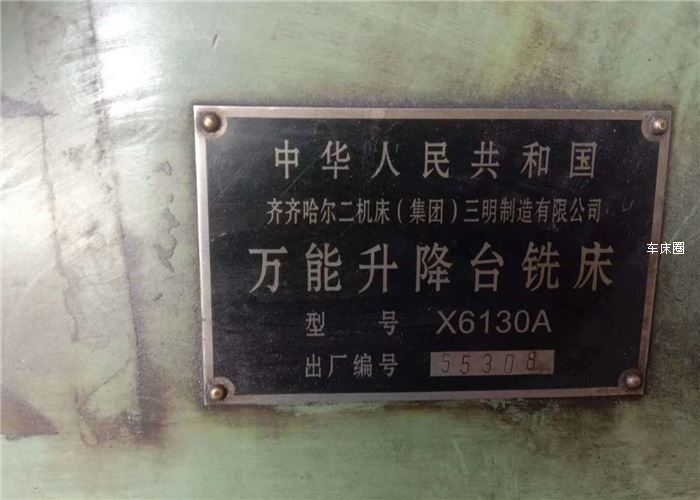 中华人民共和国
齐齐哈尔二机床(集团)三明制造有限公司
万能升降台铣床
型 号 X6130A
出厂编号 55308
车床圈